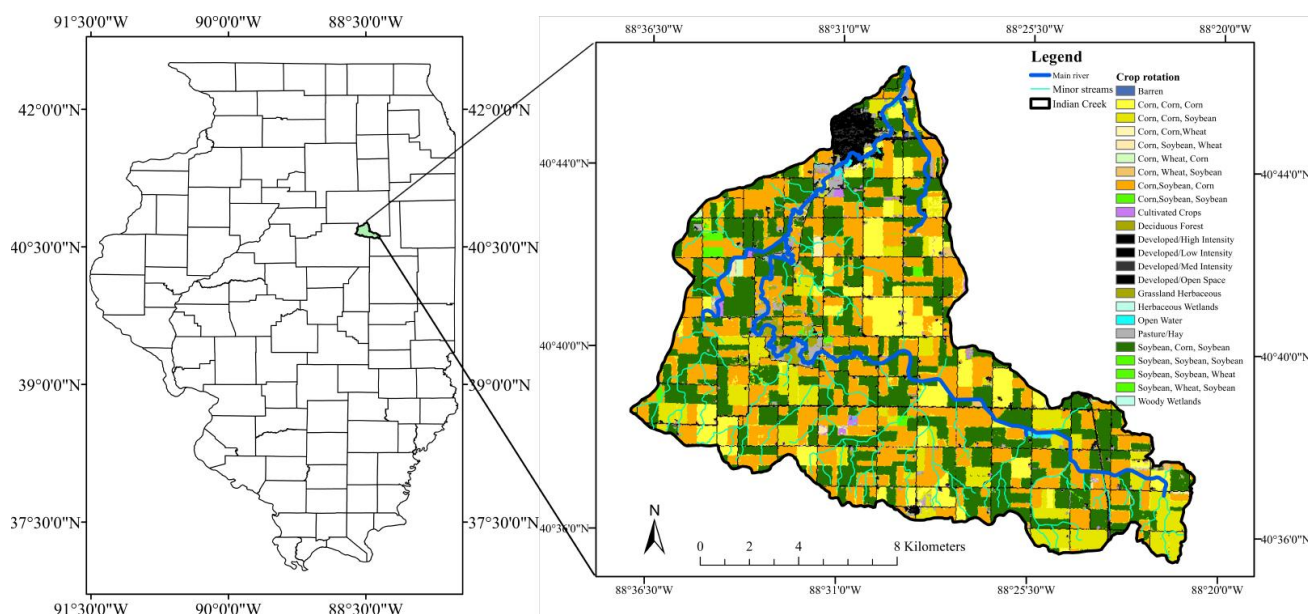 91°30'0"W 90°0'0"W 88°30'0"W
42°0'0"N 42°0'0"N
40°30'0"N 40°30'0"N
39°0'0"N 39°0'0"N
37°30'0"N 37°30'0"N
91°30'0"W 90°0'0"W 88°30'0"W
88°36'30"W 88°31'0"W 88°25'30"W 88°20'0"W
40°44'0"N 40°44'0"N
40°40'0"N 40°40'0"N
40°36'0"N 40°36'0"N
88°36'30"W 88°31'0"W 88°25'30"W 88°20'0"W
Legend
Main river
Minor streams
Indian Creek
Crop rotation
Barren
Corn, Corn, Corn
Corn, Corn, Soybean
Corn, Corn,Wheat
Corn, Soybean, Wheat
Corn, Wheat, Corn
Corn, Wheat, Soybean
Corn,Soybean, Corn
Corn,Soybean, Soybean
Cultivated Crops
Deciduous Forest
Developed/High Intensity
Developed/Low Intensity
Developed/Med Intensity
Developed/Open Space
Grassland Herbaceous
Herbaceous Wetlands
Open Water
Pasture/Hay
Soybean, Corn, Soybean
Soybean, Soybean, Soybean
Soybean, Soybean, Wheat
Soybean, Wheat, Soybean
Woody Wetlands
N
0 2 4 8 Kilometers